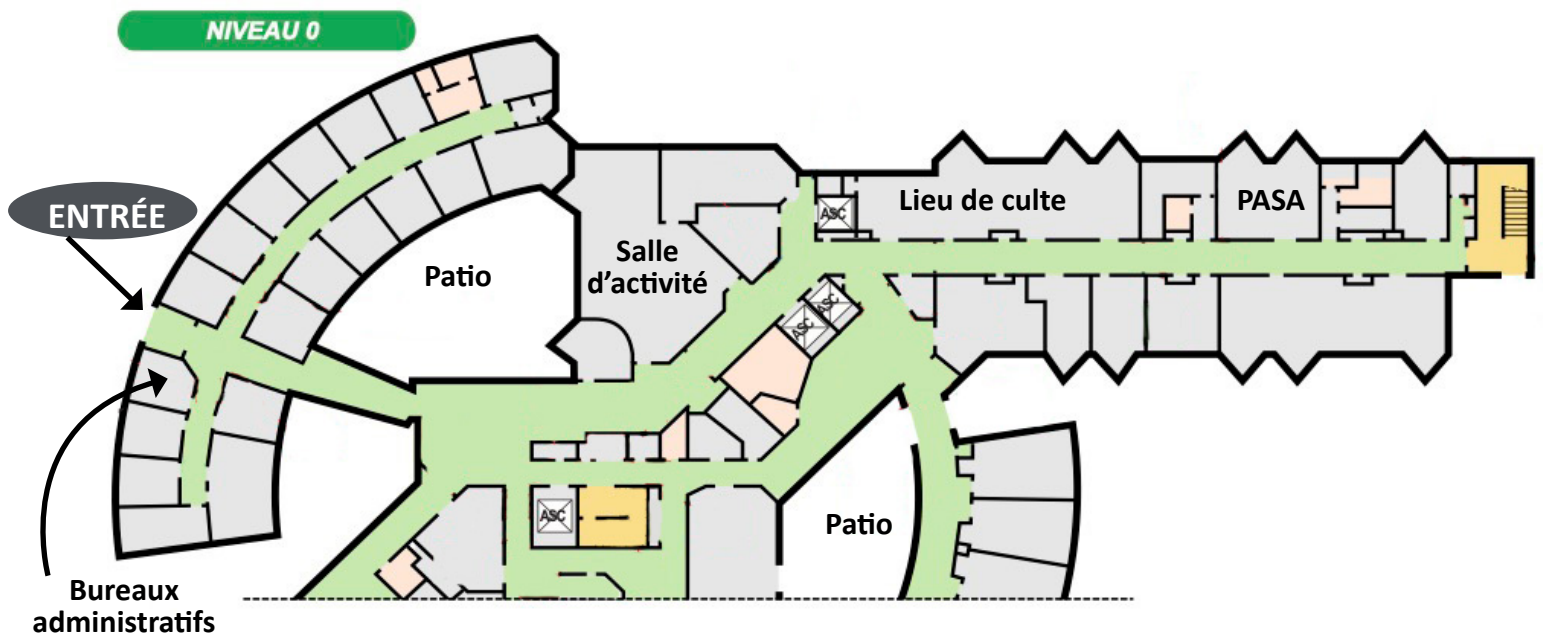 NIVEAU 0
ENTRÉE
Lieu de culte
PASA
ASC
Salle
d'activité
Patio
ASC
ASC
ASC
Patio
Bureaux
administratifs